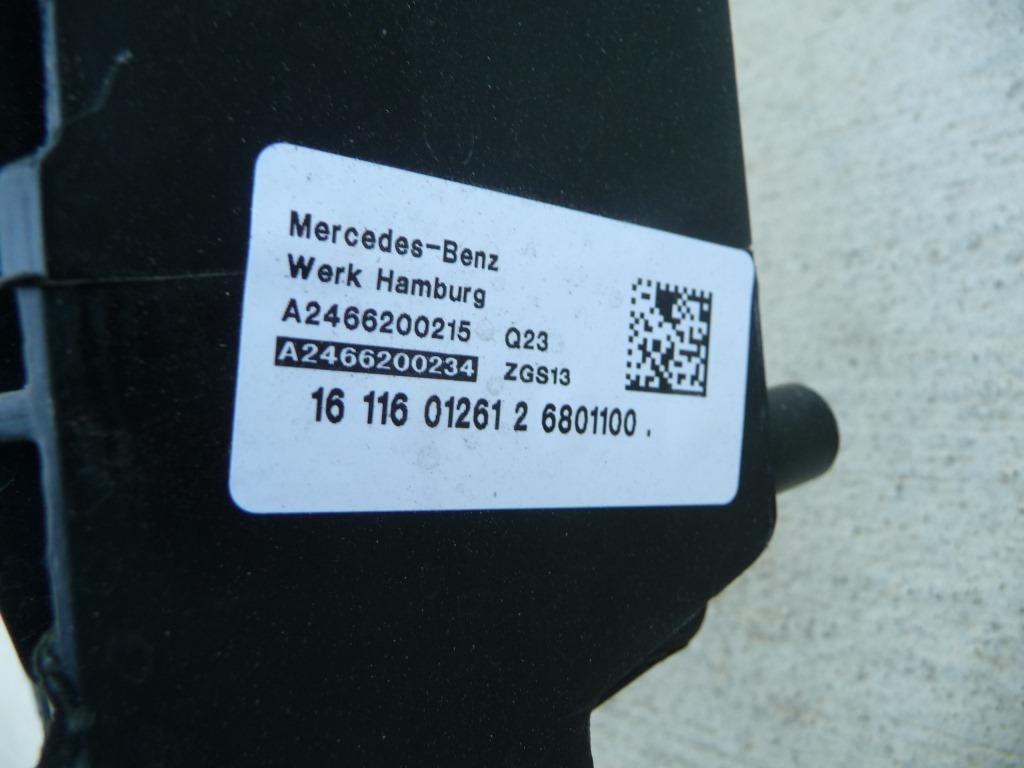 Mercedes-Benz
Werk Hamburg
A2466200215 Q23
A2466200234 ZGS13
16 116 01261 2 6801100 .